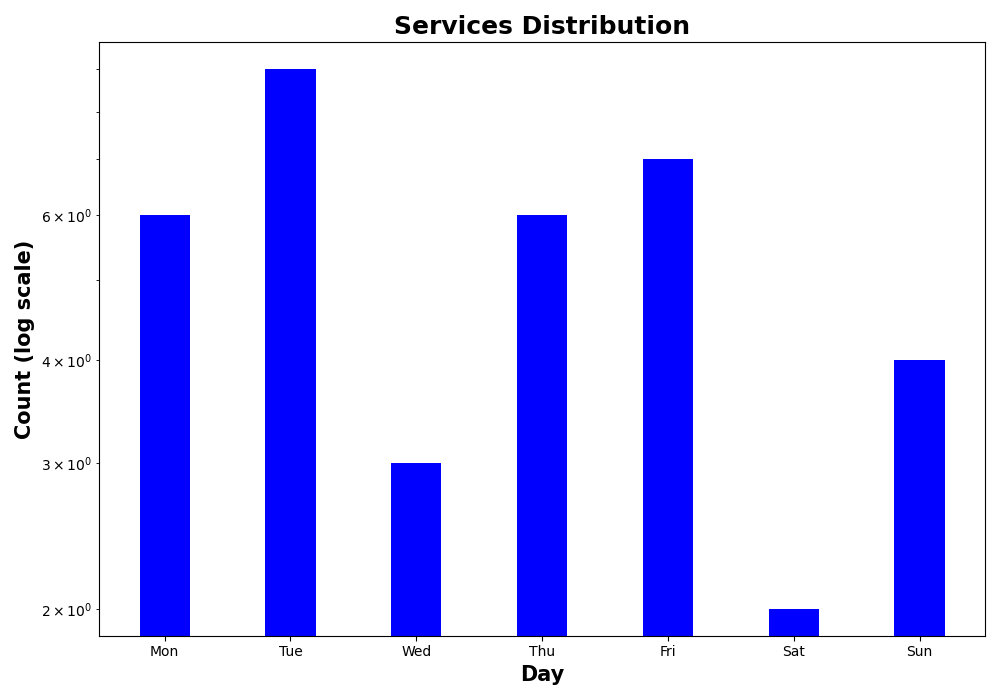 Services Distribution
Count (log scale)
6 × 10⁰
4 × 10⁰
3 × 10⁰
2 × 10⁰
Mon Tue Wed Thu Fri Sat Sun
Day